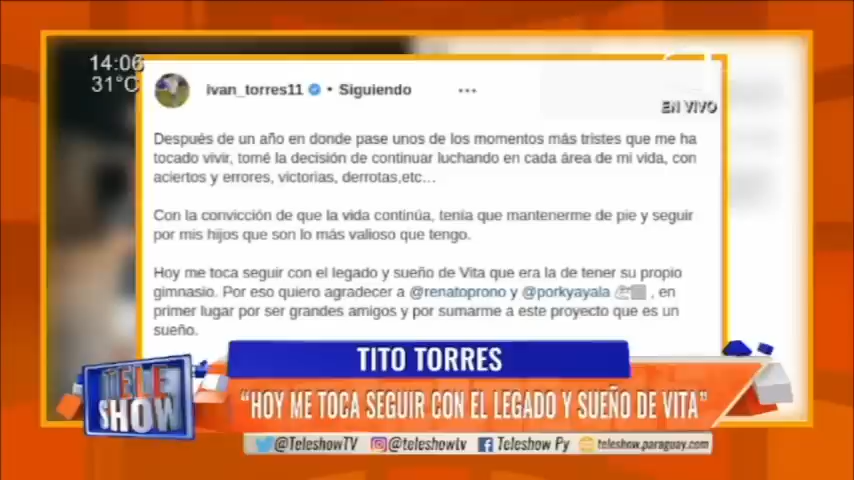 14:06
31°C
ivan_torres11 • Siguiendo ...
EN VIVO
Después de un año en donde pase unos de los momentos más tristes que me ha
tocado vivir, tomé la decisión de continuar luchando en cada área de mi vida, con
aciertos y errores, victorias, derrotas,etc...
Con la convicción de que la vida continúa, tenía que mantenerme de pie y seguir
por mis hijos que son lo más valioso que tengo.
Hoy me toca seguir con el legado y sueño de Vita que era la de tener su propio
gimnasio. Por eso quiero agradecer a @renatoprono y @porkyayala , en
primer lugar por ser grandes amigos y por sumarme a este proyecto que es un
sueño.
TITO TORRES
TELE
SHOW
“HOY ME TOCA SEGUIR CON EL LEGADO Y SUEÑO DE VITA”
@TeleshowTV @teleshowtv Teleshow Py teleshow.paraguay.com